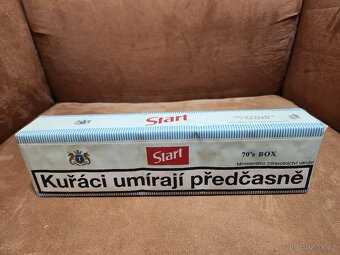 Start
Start
70's BOX
Ministerstvo zdravotnictví varuje
Kuřáci umírají předčasně